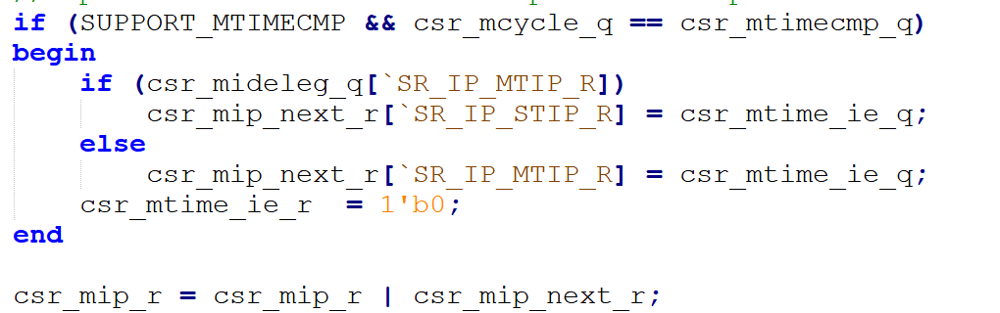 if (SUPPORT_MTIMECMP && csr_mcycle_q == csr_mtimecmp_q)
begin
    if (csr_mideleg_q[`SR_IP_MTIP_R])
        csr_mip_next_r[`SR_IP_STIP_R] = csr_mtime_ie_q;
    else
        csr_mip_next_r[`SR_IP_MTIP_R] = csr_mtime_ie_q;
    csr_mtime_ie_r  = 1'b0;
end
csr_mip_r = csr_mip_r | csr_mip_next_r;